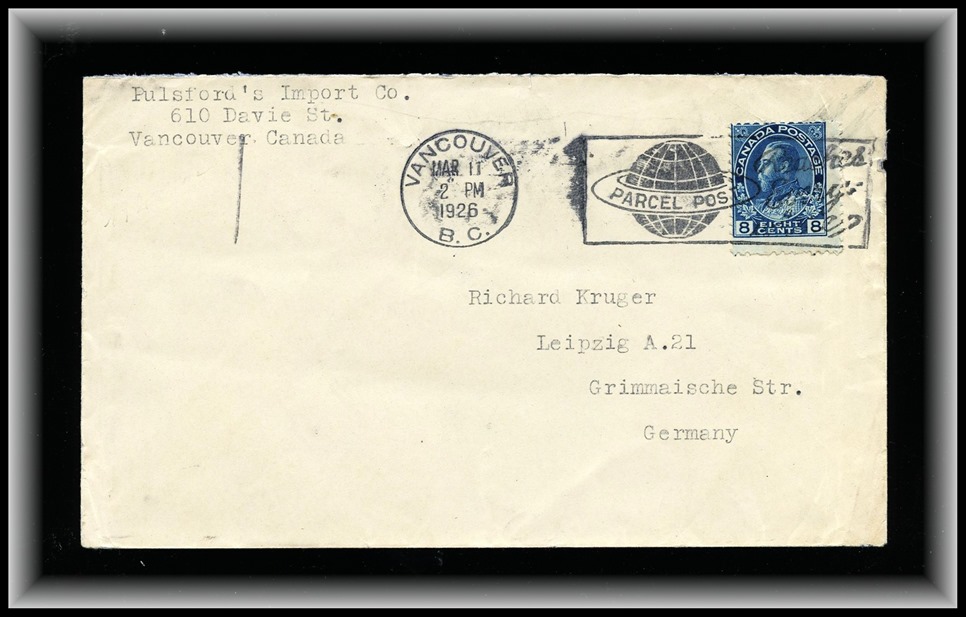 Pulsford's Import Co.
610 Davie St.
Vancouver Canada
VANCOUVER
MAR 11
2 PM
1926
B.C.
PARCEL POS
CANADA POSTAGE
8 EIGHT CENTS 8
Richard Kruger
Leipzig A.21
Grimmaische Str.
Germany